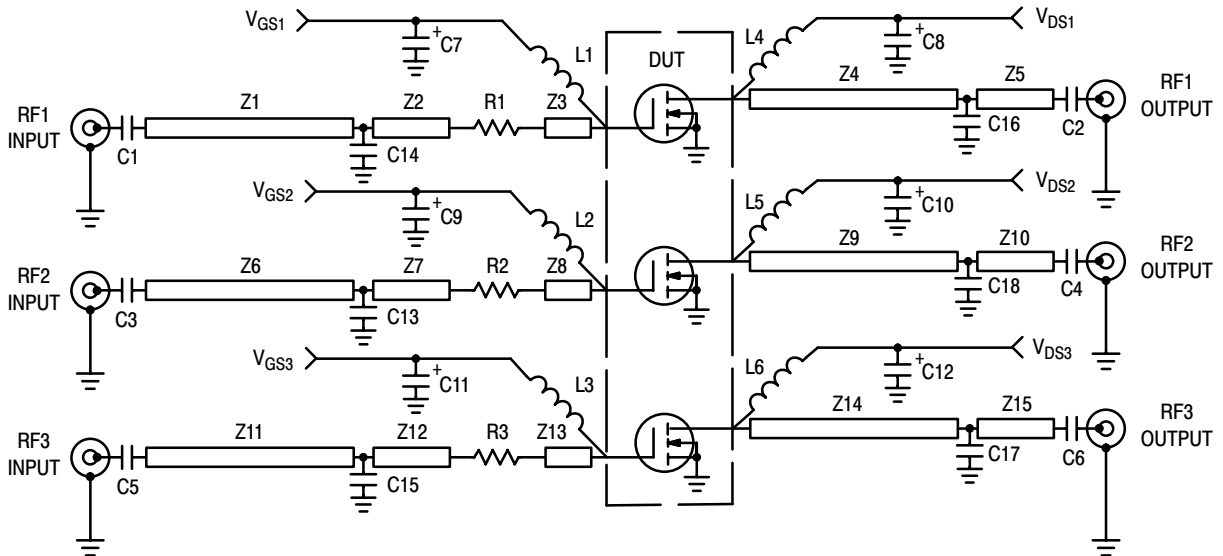 VGS1
+
C7
L1
DUT
L4
+
C8
VDS1
RF1
INPUT
C1
Z1
C14
Z2
R1
Z3
Z4
C16
Z5
C2
RF1
OUTPUT
VGS2
+
C9
L2
L5
+
C10
VDS2
RF2
INPUT
C3
Z6
C13
Z7
R2
Z8
Z9
C18
Z10
C4
RF2
OUTPUT
VGS3
+
C11
L3
L6
+
C12
VDS3
RF3
INPUT
C5
Z11
C15
Z12
R3
Z13
Z14
C17
Z15
C6
RF3
OUTPUT